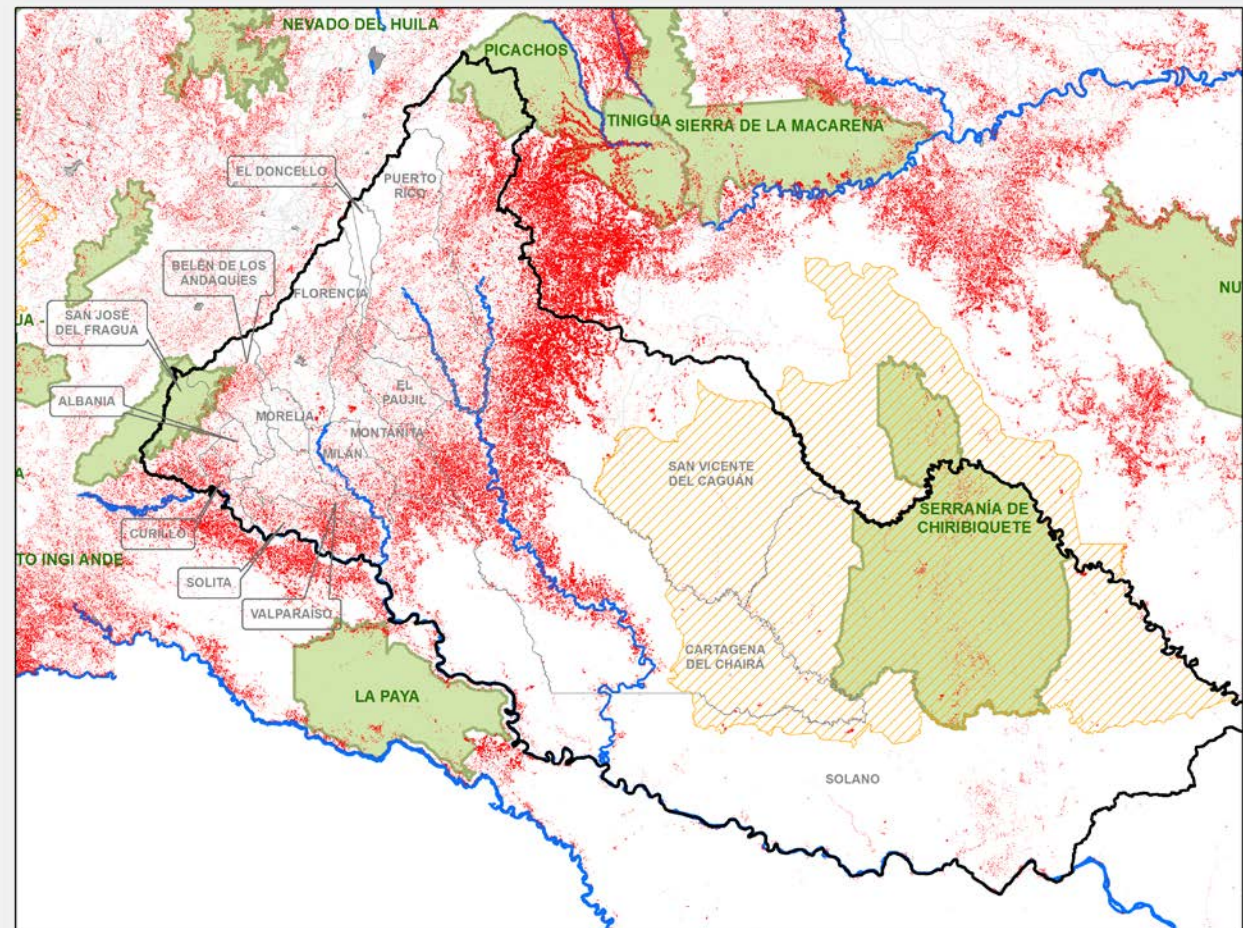 NEVADO DEL HUILA
PICACHOS
TINIGUA
SIERRA DE LA MACARENA
EL DONCELLO
PUERTO
RICO
BELÉN DE LOS
ANDAQUÍES
FLORENCIA
NU
SAN JOSÉ
DEL FRAGUA
UA -
ALBANIA
MORELIA
EL
PAUJIL
MONTAÑITA
MILÁN
SAN VICENTE
DEL CAGUÁN
A
SERRANÍA DE
CHIRIBIQUETE
CURILLO
TO INGI ANDE
SOLITA
VALPARAÍSO
CARTAGENA
DEL CHAIRÁ
LA PAYA
SOLANO